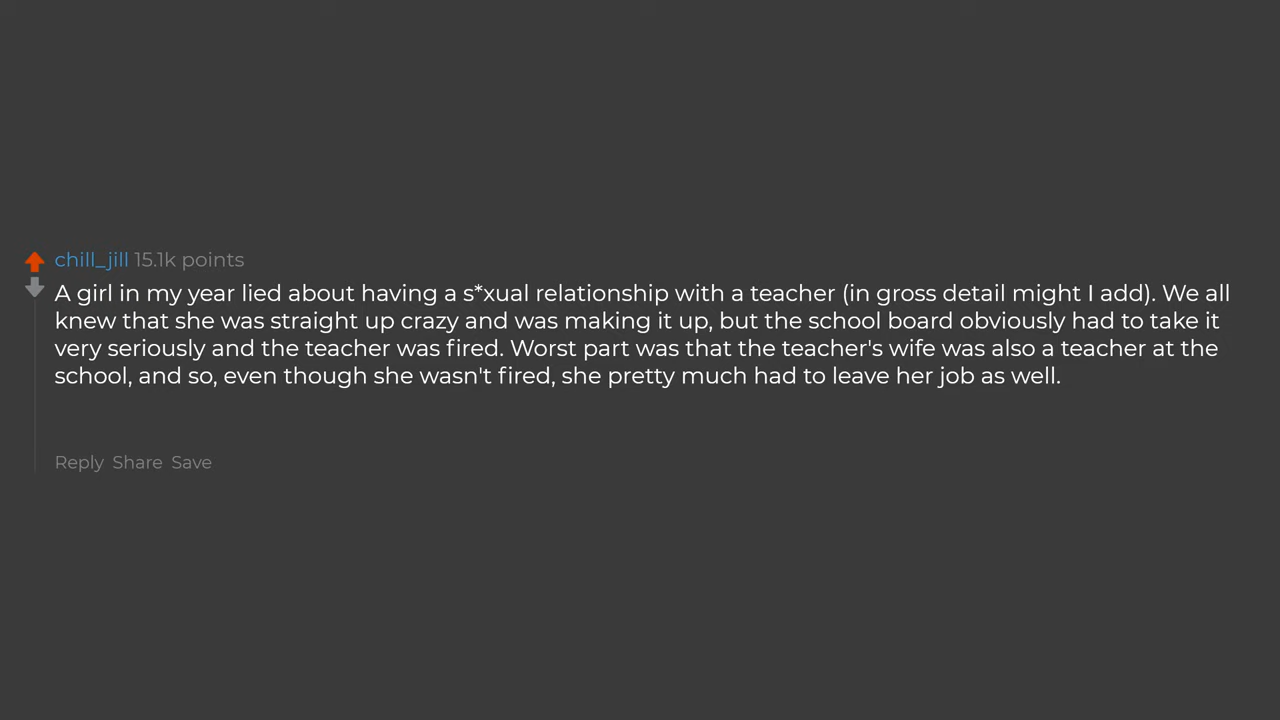 chill_jill 15.1k points
A girl in my year lied about having a s*xual relationship with a teacher (in gross detail might I add). We all
knew that she was straight up crazy and was making it up, but the school board obviously had to take it
very seriously and the teacher was fired. Worst part was that the teacher's wife was also a teacher at the
school, and so, even though she wasn't fired, she pretty much had to leave her job as well.
Reply Share Save